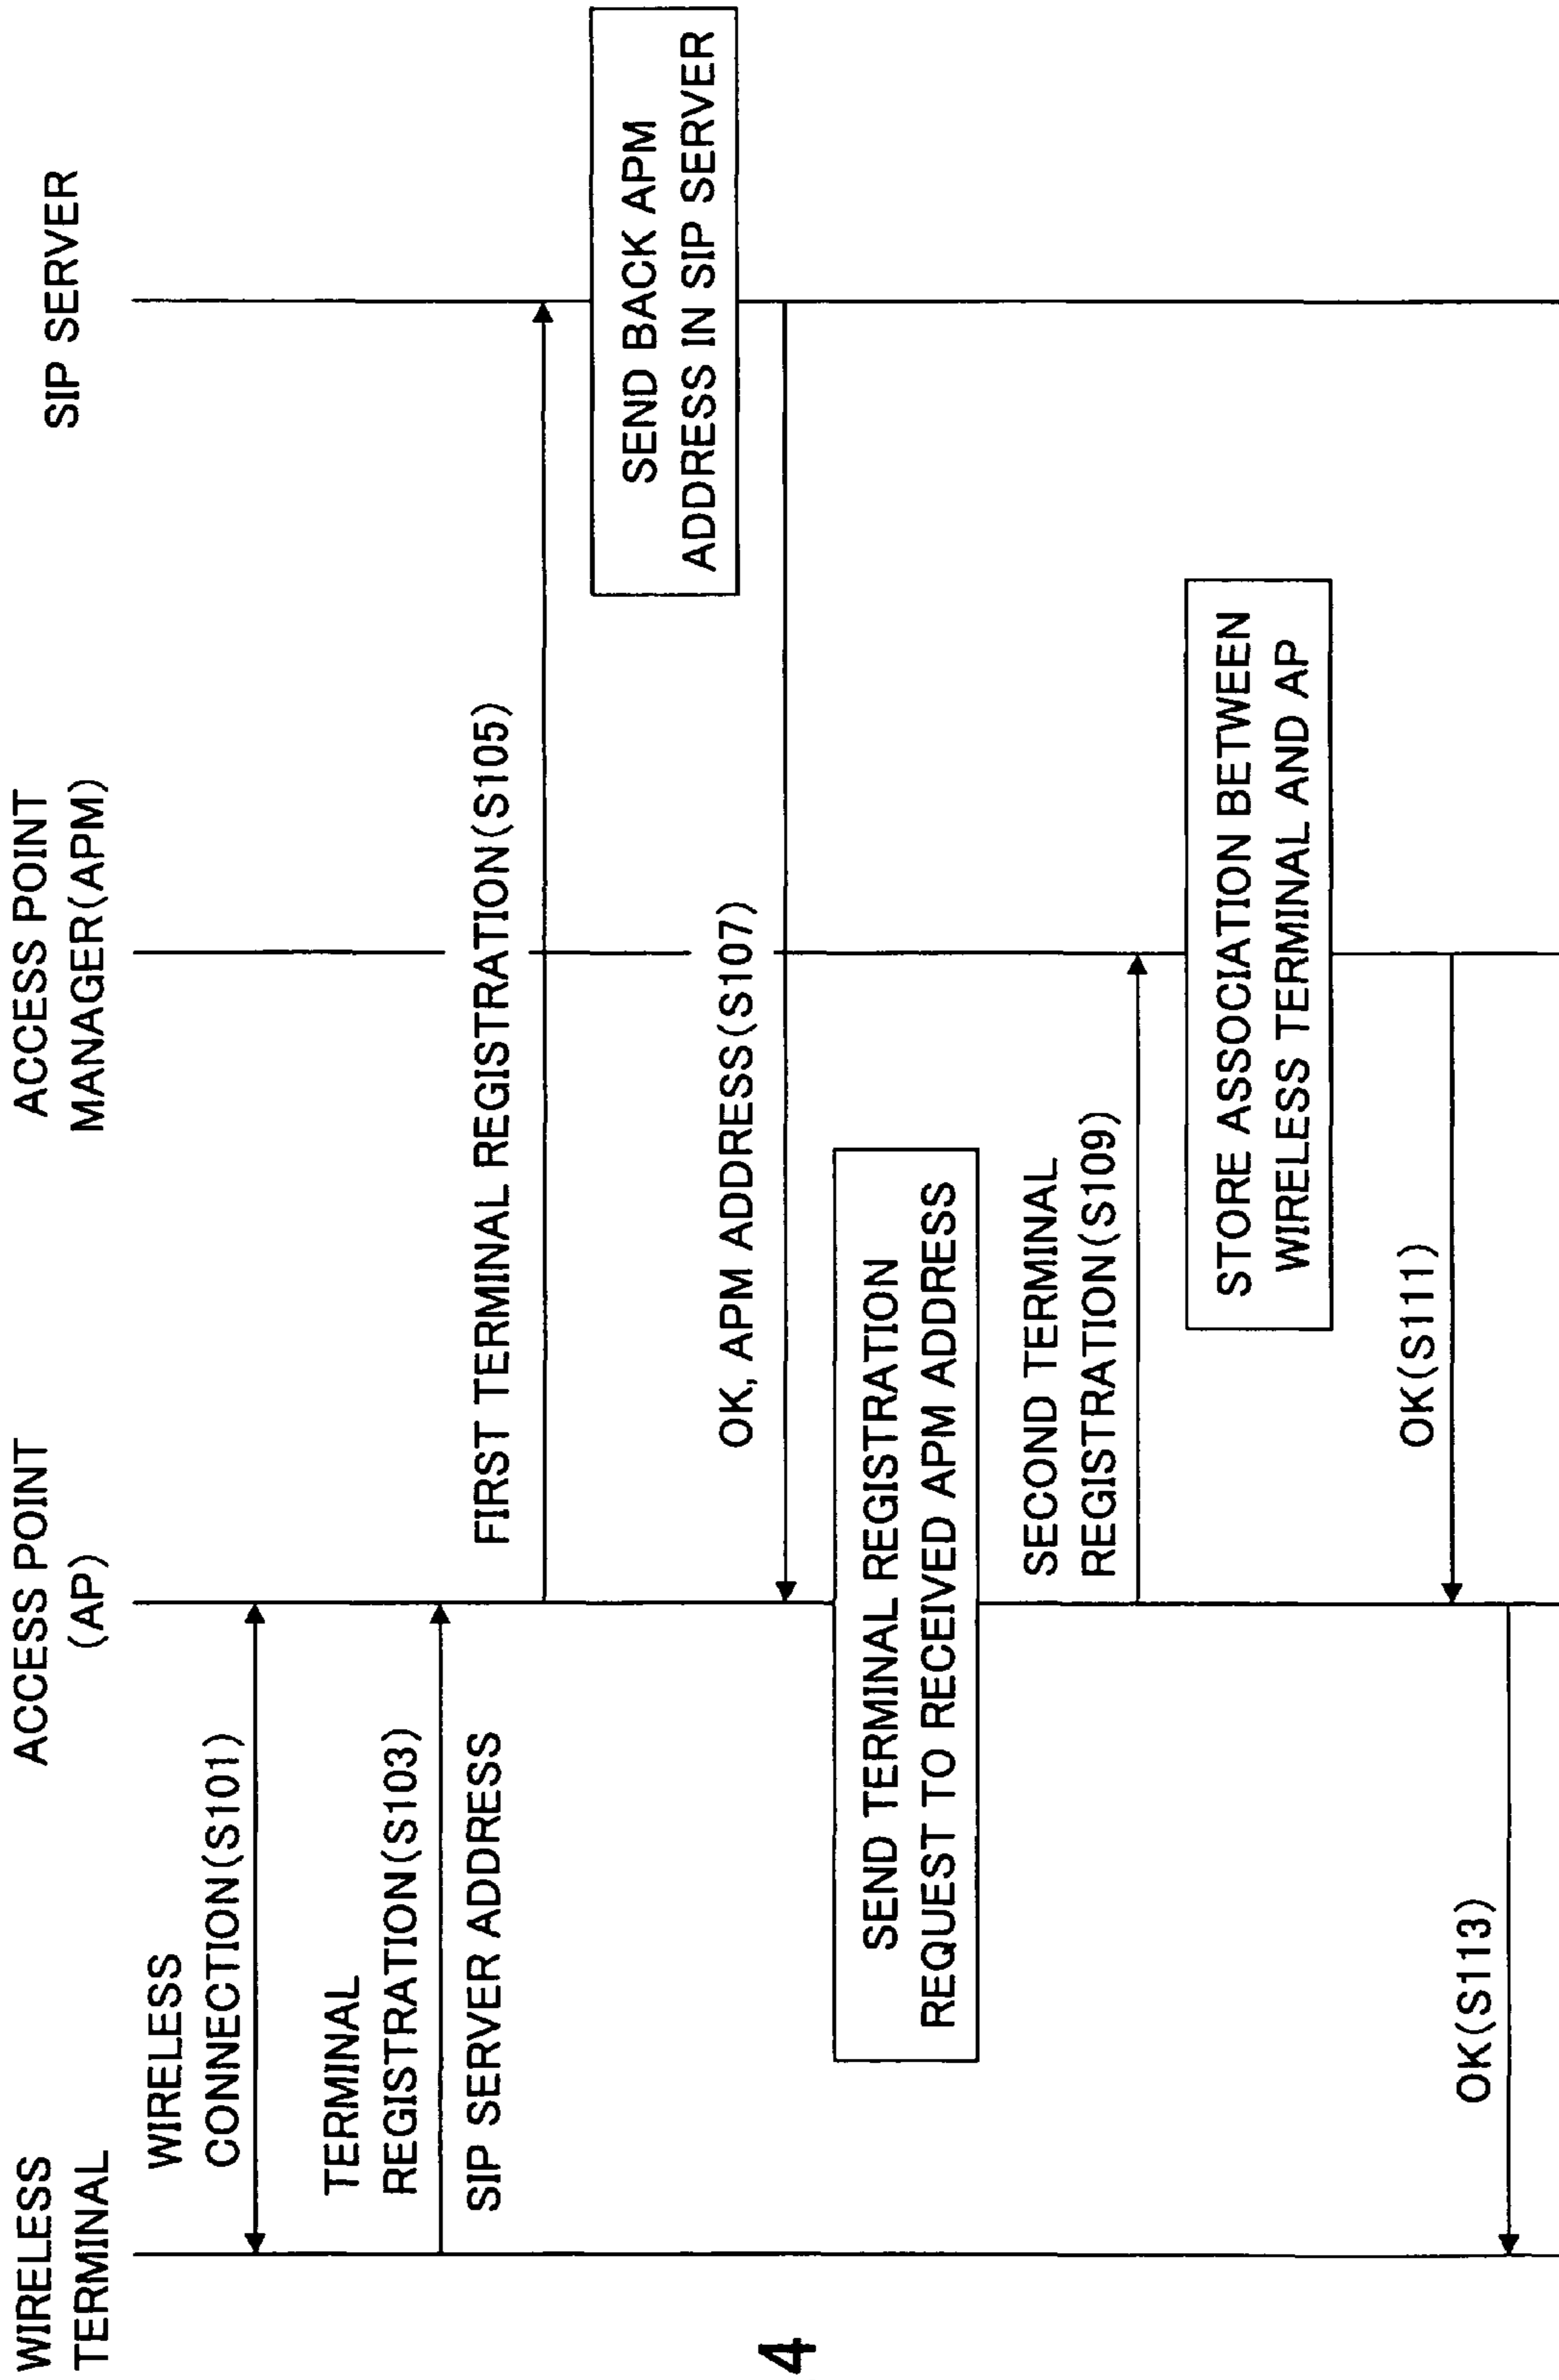 WIRELESS
TERMINAL
ACCESS POINT
(AP)
ACCESS POINT
MANAGER(APM)
SIP SERVER
WIRELESS
CONNECTION(S101)
TERMINAL
REGISTRATION(S103)
SIP SERVER ADDRESS
FIRST TERMINAL REGISTRATION(S105)
SEND BACK APM
ADDRESS IN SIP SERVER
OK, APM ADDRESS(S107)
SEND TERMINAL REGISTRATION
REQUEST TO RECEIVED APM ADDRESS
SECOND TERMINAL
REGISTRATION(S109)
STORE ASSOCIATION BETWEEN
WIRELESS TERMINAL AND AP
OK(S111)
OK(S113)
4